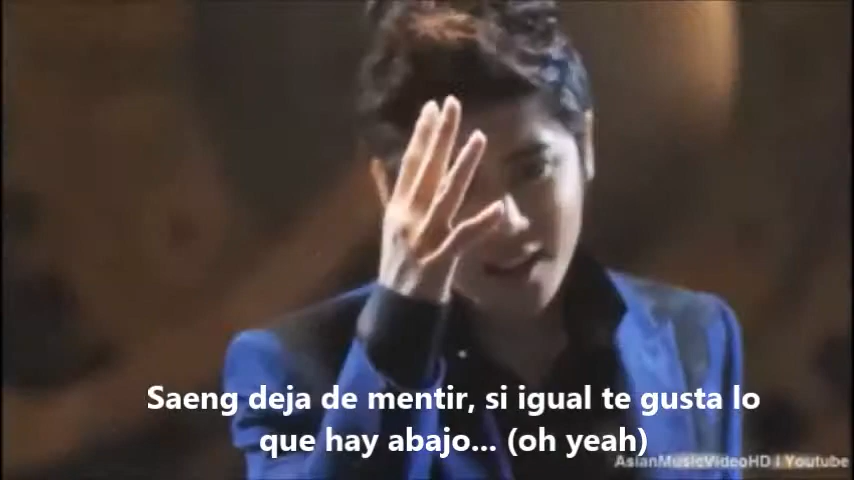 Saeng deja de mentir, si igual te gusta lo
que hay abajo... (oh yeah)
AsianMusicVideoHD | Youtube